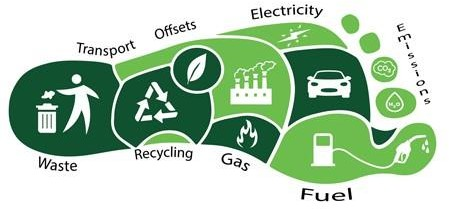 Transport
Offsets
Electricity
Emissions
CO₂
H₂O
Waste
Recycling
Gas
Fuel